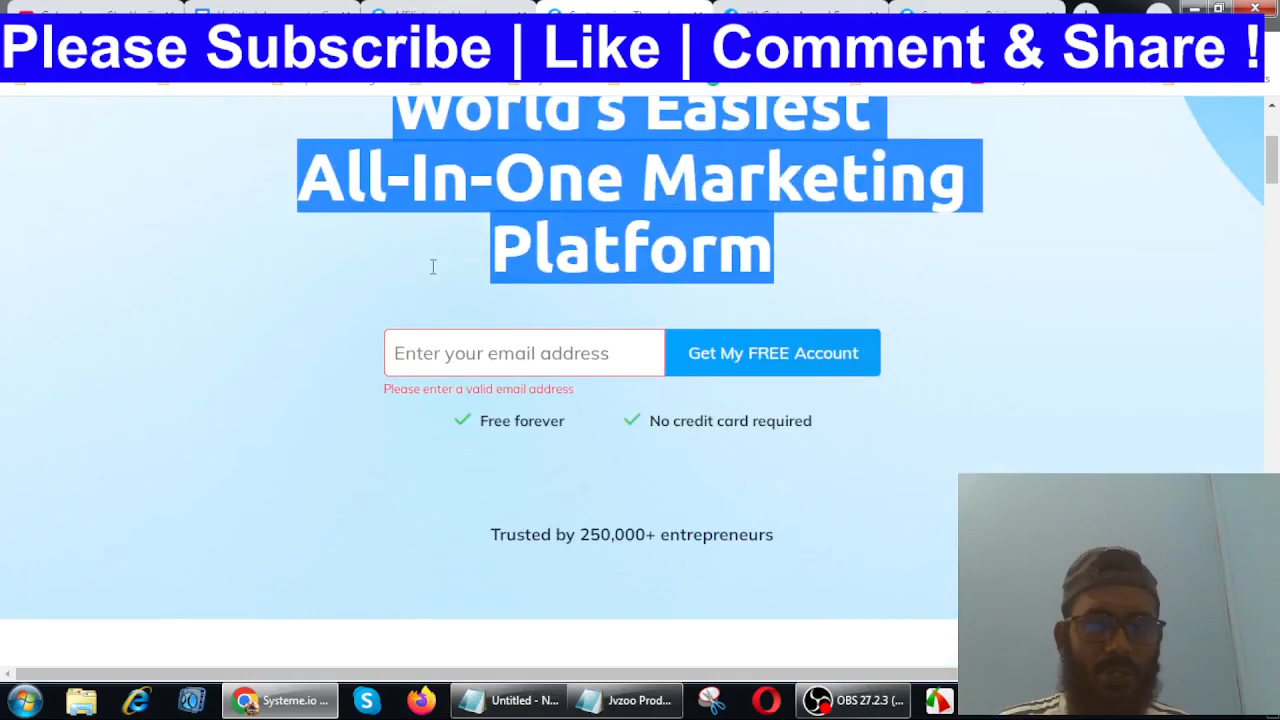 Please Subscribe | Like | Comment & Share !
World's Easiest
All-In-One Marketing
Platform
Enter your email address
Get My FREE Account
Please enter a valid email address
Free forever
No credit card required
Trusted by 250,000+ entrepreneurs
Systeme.io ...
Untitled - N...
Jvzoo Prod...
OBS 27.2.3 (...